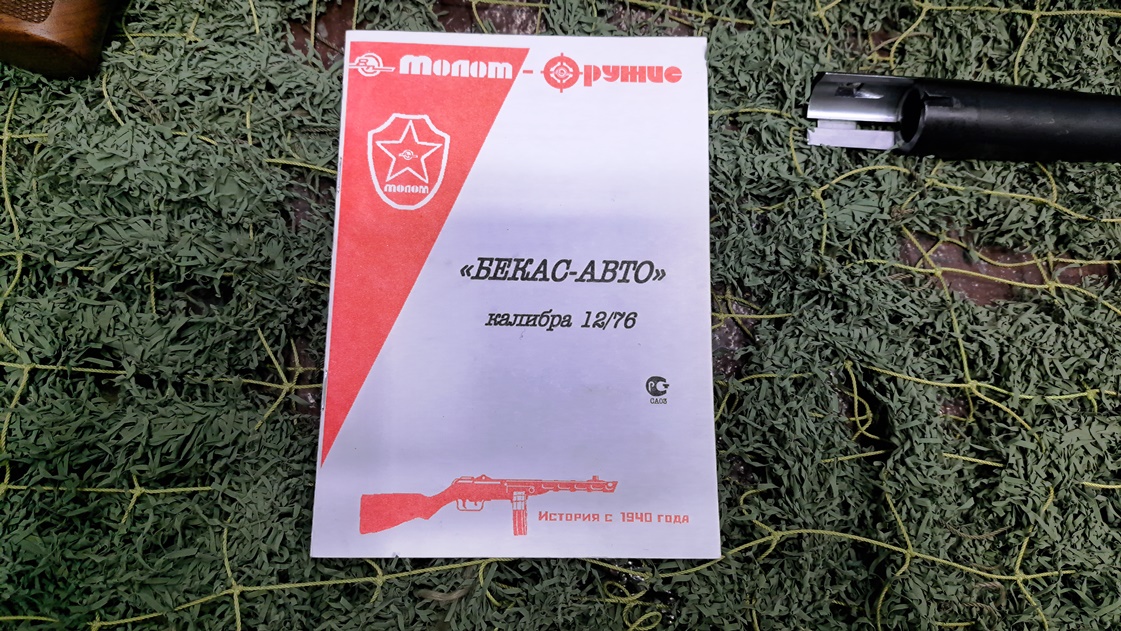 Молот-Оружие
молот
«БЕКАС-АВТО»
калибра 12/76
СА03
История с 1940 года